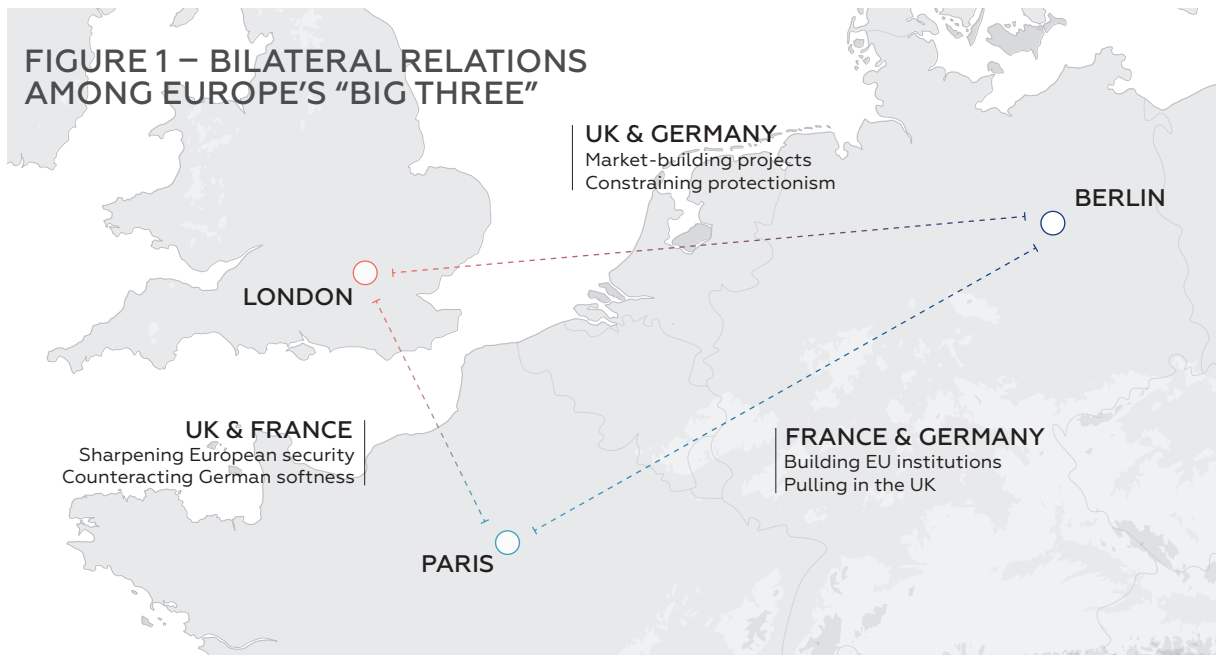 FIGURE 1 – BILATERAL RELATIONS
AMONG EUROPE’S “BIG THREE”
UK & GERMANY
Market-building projects
Constraining protectionism
BERLIN
LONDON
UK & FRANCE
Sharpening European security
Counteracting German softness
FRANCE & GERMANY
Building EU institutions
Pulling in the UK
PARIS